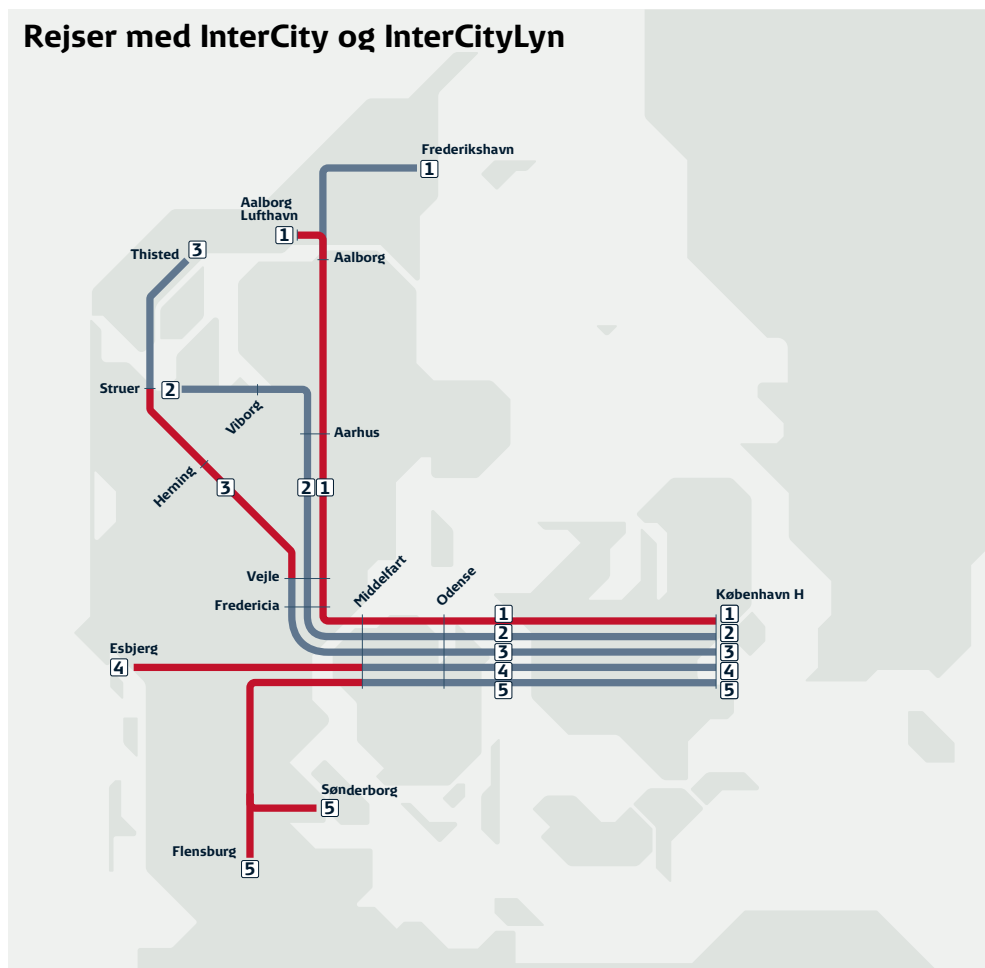 Rejser med InterCity og InterCityLyn
Frederikshavn
1
Aalborg
Lufthavn
1
Thisted
3
Aalborg
Struer
2
Viborg
Aarhus
Herning
3
2
1
Vejle
Middelfart
Odense
Fredericia
København H
1
1
2
2
3
3
Esbjerg
4
4
4
5
5
Sønderborg
5
Flensburg
5